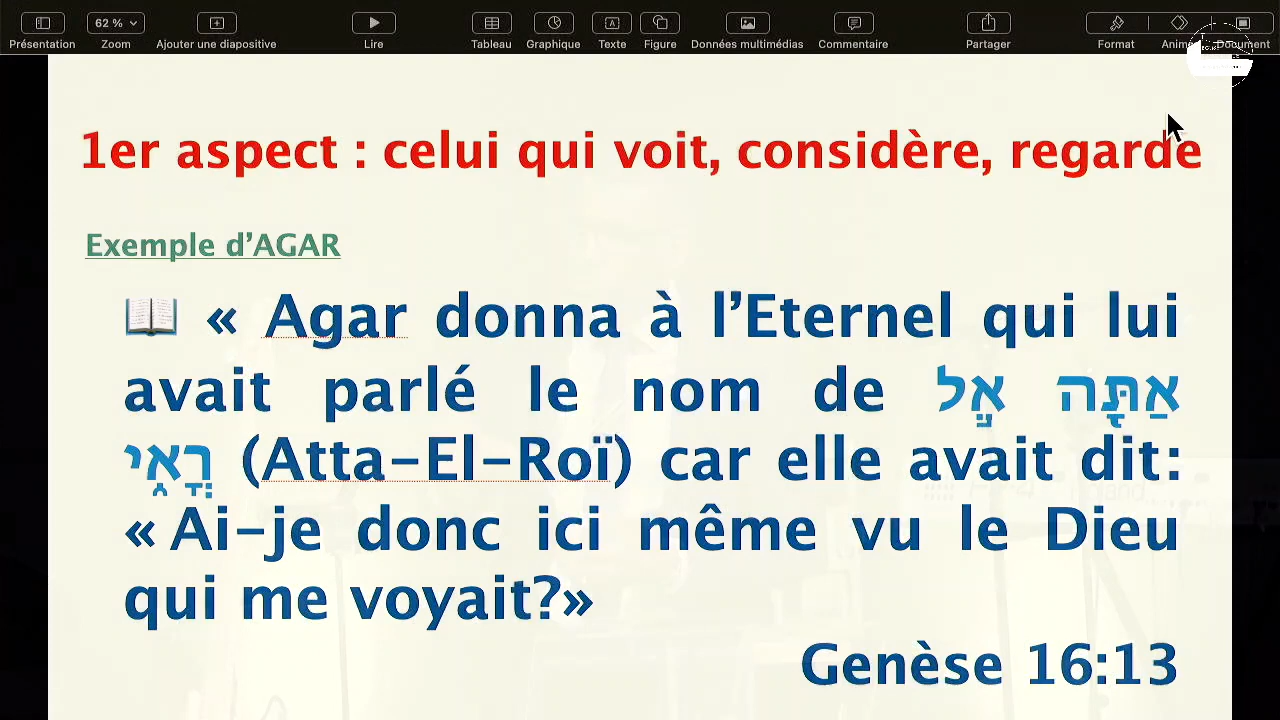 Présentation
62 %
Zoom
Ajouter une diapositive
Lire
Tableau
Graphique
Texte
Figure
Données multimédias
Commentaire
Partager
Format
Document
1er aspect : celui qui voit, considère, regarde
Exemple d’AGAR
📖 « Agar donna à l’Eternel qui lui
avait parlé le nom de אַתָּ֖ה אֵ֣ל
רֳאִ֑י (Atta-El-Roï) car elle avait dit:
« Ai-je donc ici même vu le Dieu
qui me voyait?»
Genèse 16:13